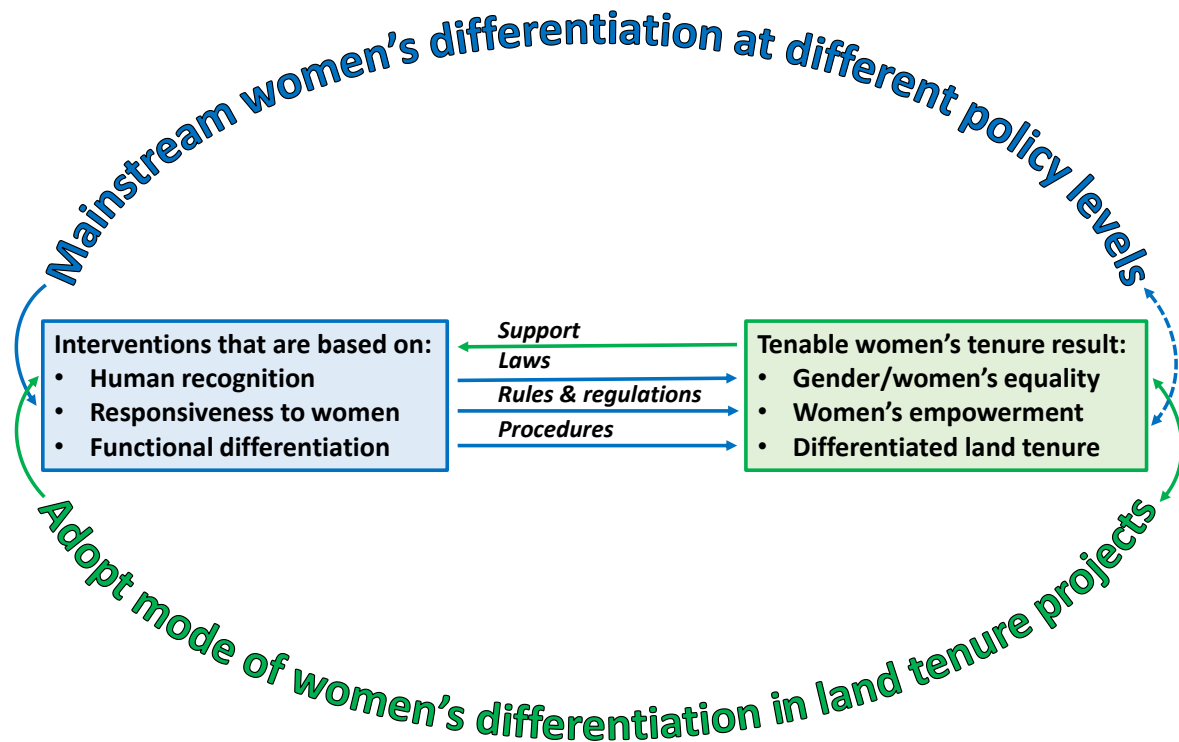 Mainstream women’s differentiation at different policy levels
Interventions that are based on:
• Human recognition
• Responsiveness to women
• Functional differentiation
Support
Laws
Rules & regulations
Procedures
Tenable women’s tenure result:
• Gender/women’s equality
• Women’s empowerment
• Differentiated land tenure
Adopt mode of women’s differentiation in land tenure projects